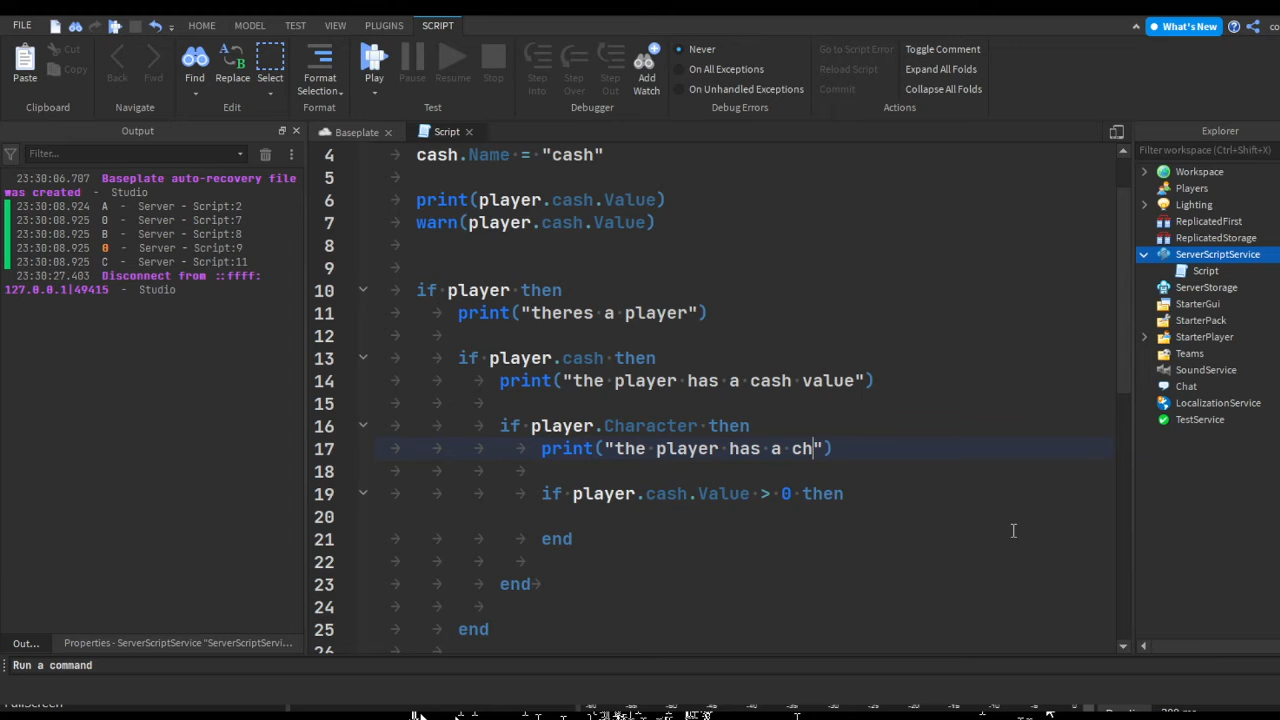 FILE HOME MODEL TEST VIEW PLUGINS SCRIPT What's New co
Paste Cut Copy Back Fwd Find Replace Select Format Selection... Play Pause Resume Stop Step Into Step Over Step Out Add Watch
Never
On All Exceptions
On Unhandled Exceptions
Go to Script Error Toggle Comment
Reload Script Expand All Folds
Commit Collapse All Folds
Clipboard Navigate Edit Format Test Debugger Debug Errors Actions
Output
Filter...
23:30:06.707 Baseplate auto-recovery file
was created - Studio
23:30:08.924 A - Server - Script:2
23:30:08.925 0 - Server - Script:7
23:30:08.925 B - Server - Script:8
23:30:08.925 0 - Server - Script:9
23:30:08.925 C - Server - Script:11
23:30:27.403 Disconnect from ::ffff:
127.0.0.1|49415 - Studio
Baseplate Script
4 cash.Name = "cash"
5
6 print(player.cash.Value)
7 warn(player.cash.Value)
8
9
10 if player then
11 print("theres a player")
12
13 if player.cash then
14 print("the player has a cash value")
15
16 if player.Character then
17 print("the player has a ch")
18
19 if player.cash.Value > 0 then
20
21 end
22
23 end
24
25 end
26
Explorer
Filter workspace (Ctrl+Shift+X)
Workspace
Players
Lighting
ReplicatedFirst
ReplicatedStorage
ServerScriptService
Script
ServerStorage
StarterGui
StarterPack
StarterPlayer
Teams
SoundService
Chat
LocalizationService
TestService
Out... Properties - ServerScriptService "ServerScriptServi...
Run a command